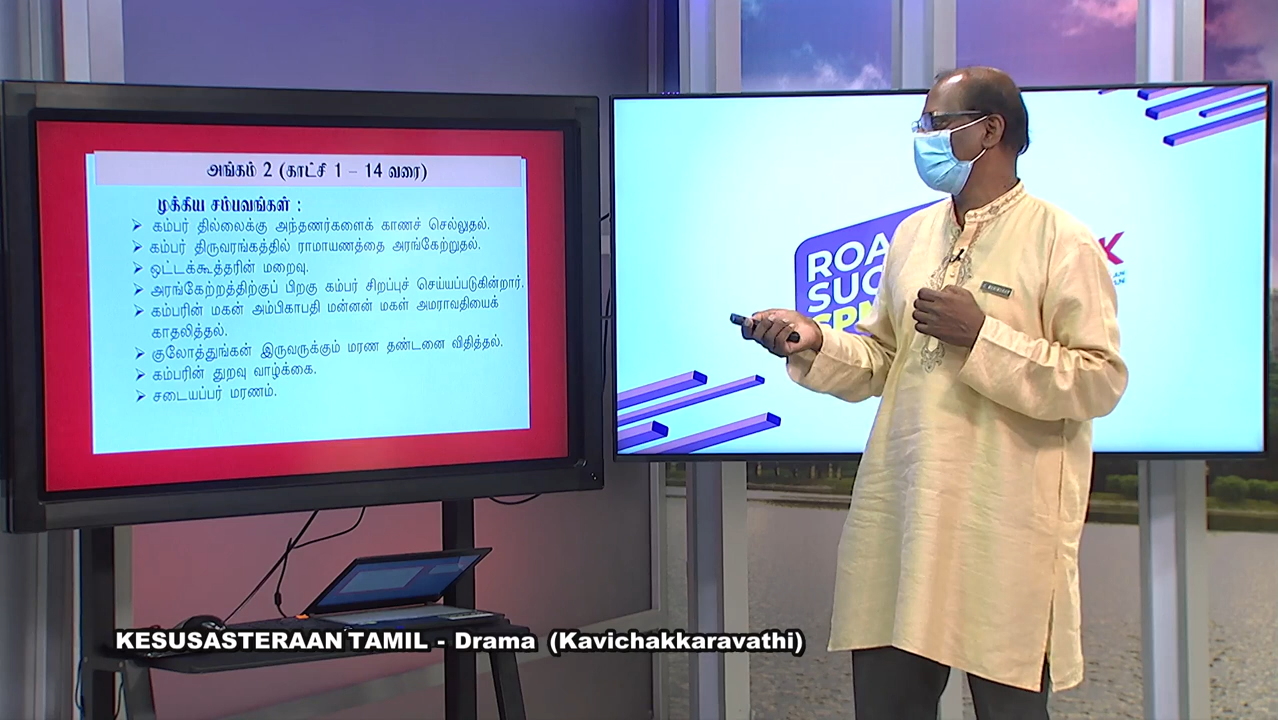 அங்கம் 2 (காட்சி 1 – 14 வரை)
முக்கிய சம்பவங்கள் :
➢ கம்பர் தில்லைக்கு அந்தணர்களைக் காணச் செல்லுதல்.
➢ கம்பர் திருவரங்கத்தில் ராமாயணத்தை அரங்கேற்றுதல்.
➢ ஒட்டக்கூத்தரின் மறைவு.
➢ அரங்கேற்றத்திற்குப் பிறகு கம்பர் சிறப்புச் செய்யப்படுகின்றார்.
➢ கம்பரின் மகன் அம்பிகாபதி மன்னன் மகள் அமராவதியைக்
காதலித்தல்.
➢ குலோத்துங்கன் இருவருக்கும் மரண தண்டனை விதித்தல்.
➢ கம்பரின் துறவு வாழ்க்கை.
➢ சடையப்பர் மரணம்.
ROA
SUC
SPM
K
KESUSASTERAAN TAMIL - Drama (Kavichakkaravathi)